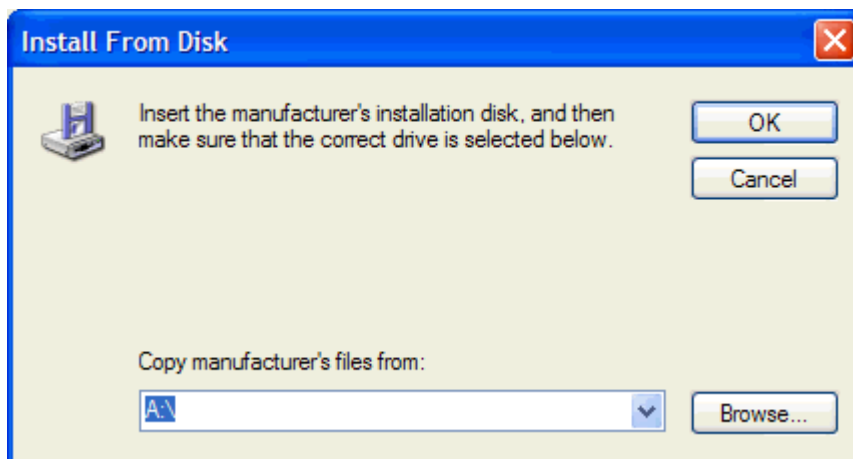 Install From Disk
Insert the manufacturer's installation disk, and then
make sure that the correct drive is selected below.
OK
Cancel
Copy manufacturer's files from:
A:\
Browse...